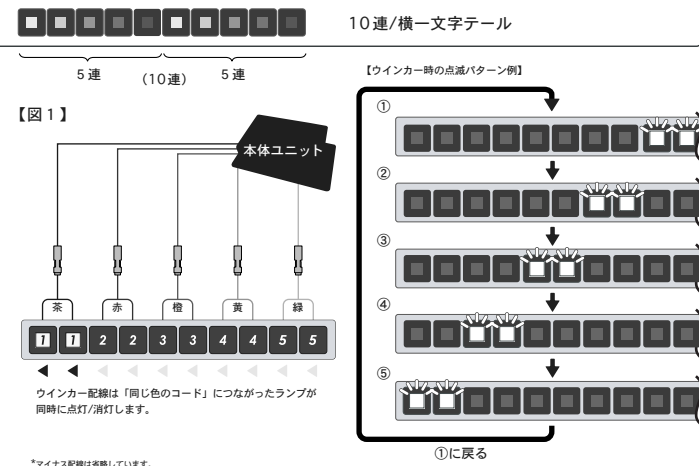 10連/横一文字テール
5連
(10連)
5連
【図1】
本体ユニット
茶
赤
橙
黄
緑
1 1 2 2 3 3 4 4 5 5
ウインカー配線は「同じ色のコード」につながったランプが
同時に点灯/消灯します。
*マイナス配線は省略しています。
【ウインカー時の点滅パターン例】
①
②
③
④
⑤
①に戻る